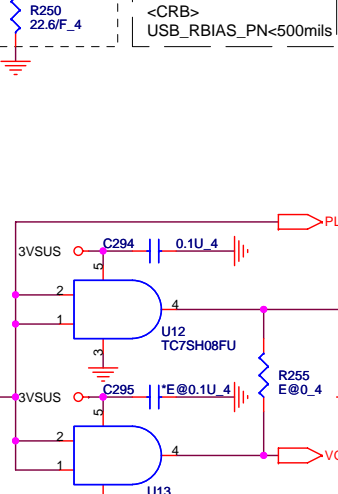 R250
22.6/F_4
<CRB>
USB_RBIAS_PN<500mils
PL
3VSUS
C294
0.1U_4
5
2
1
4
3
U12
TC7SH08FU
R255
E@0_4
3VSUS
C295
*E@0.1U_4
5
2
1
4
VC
U13